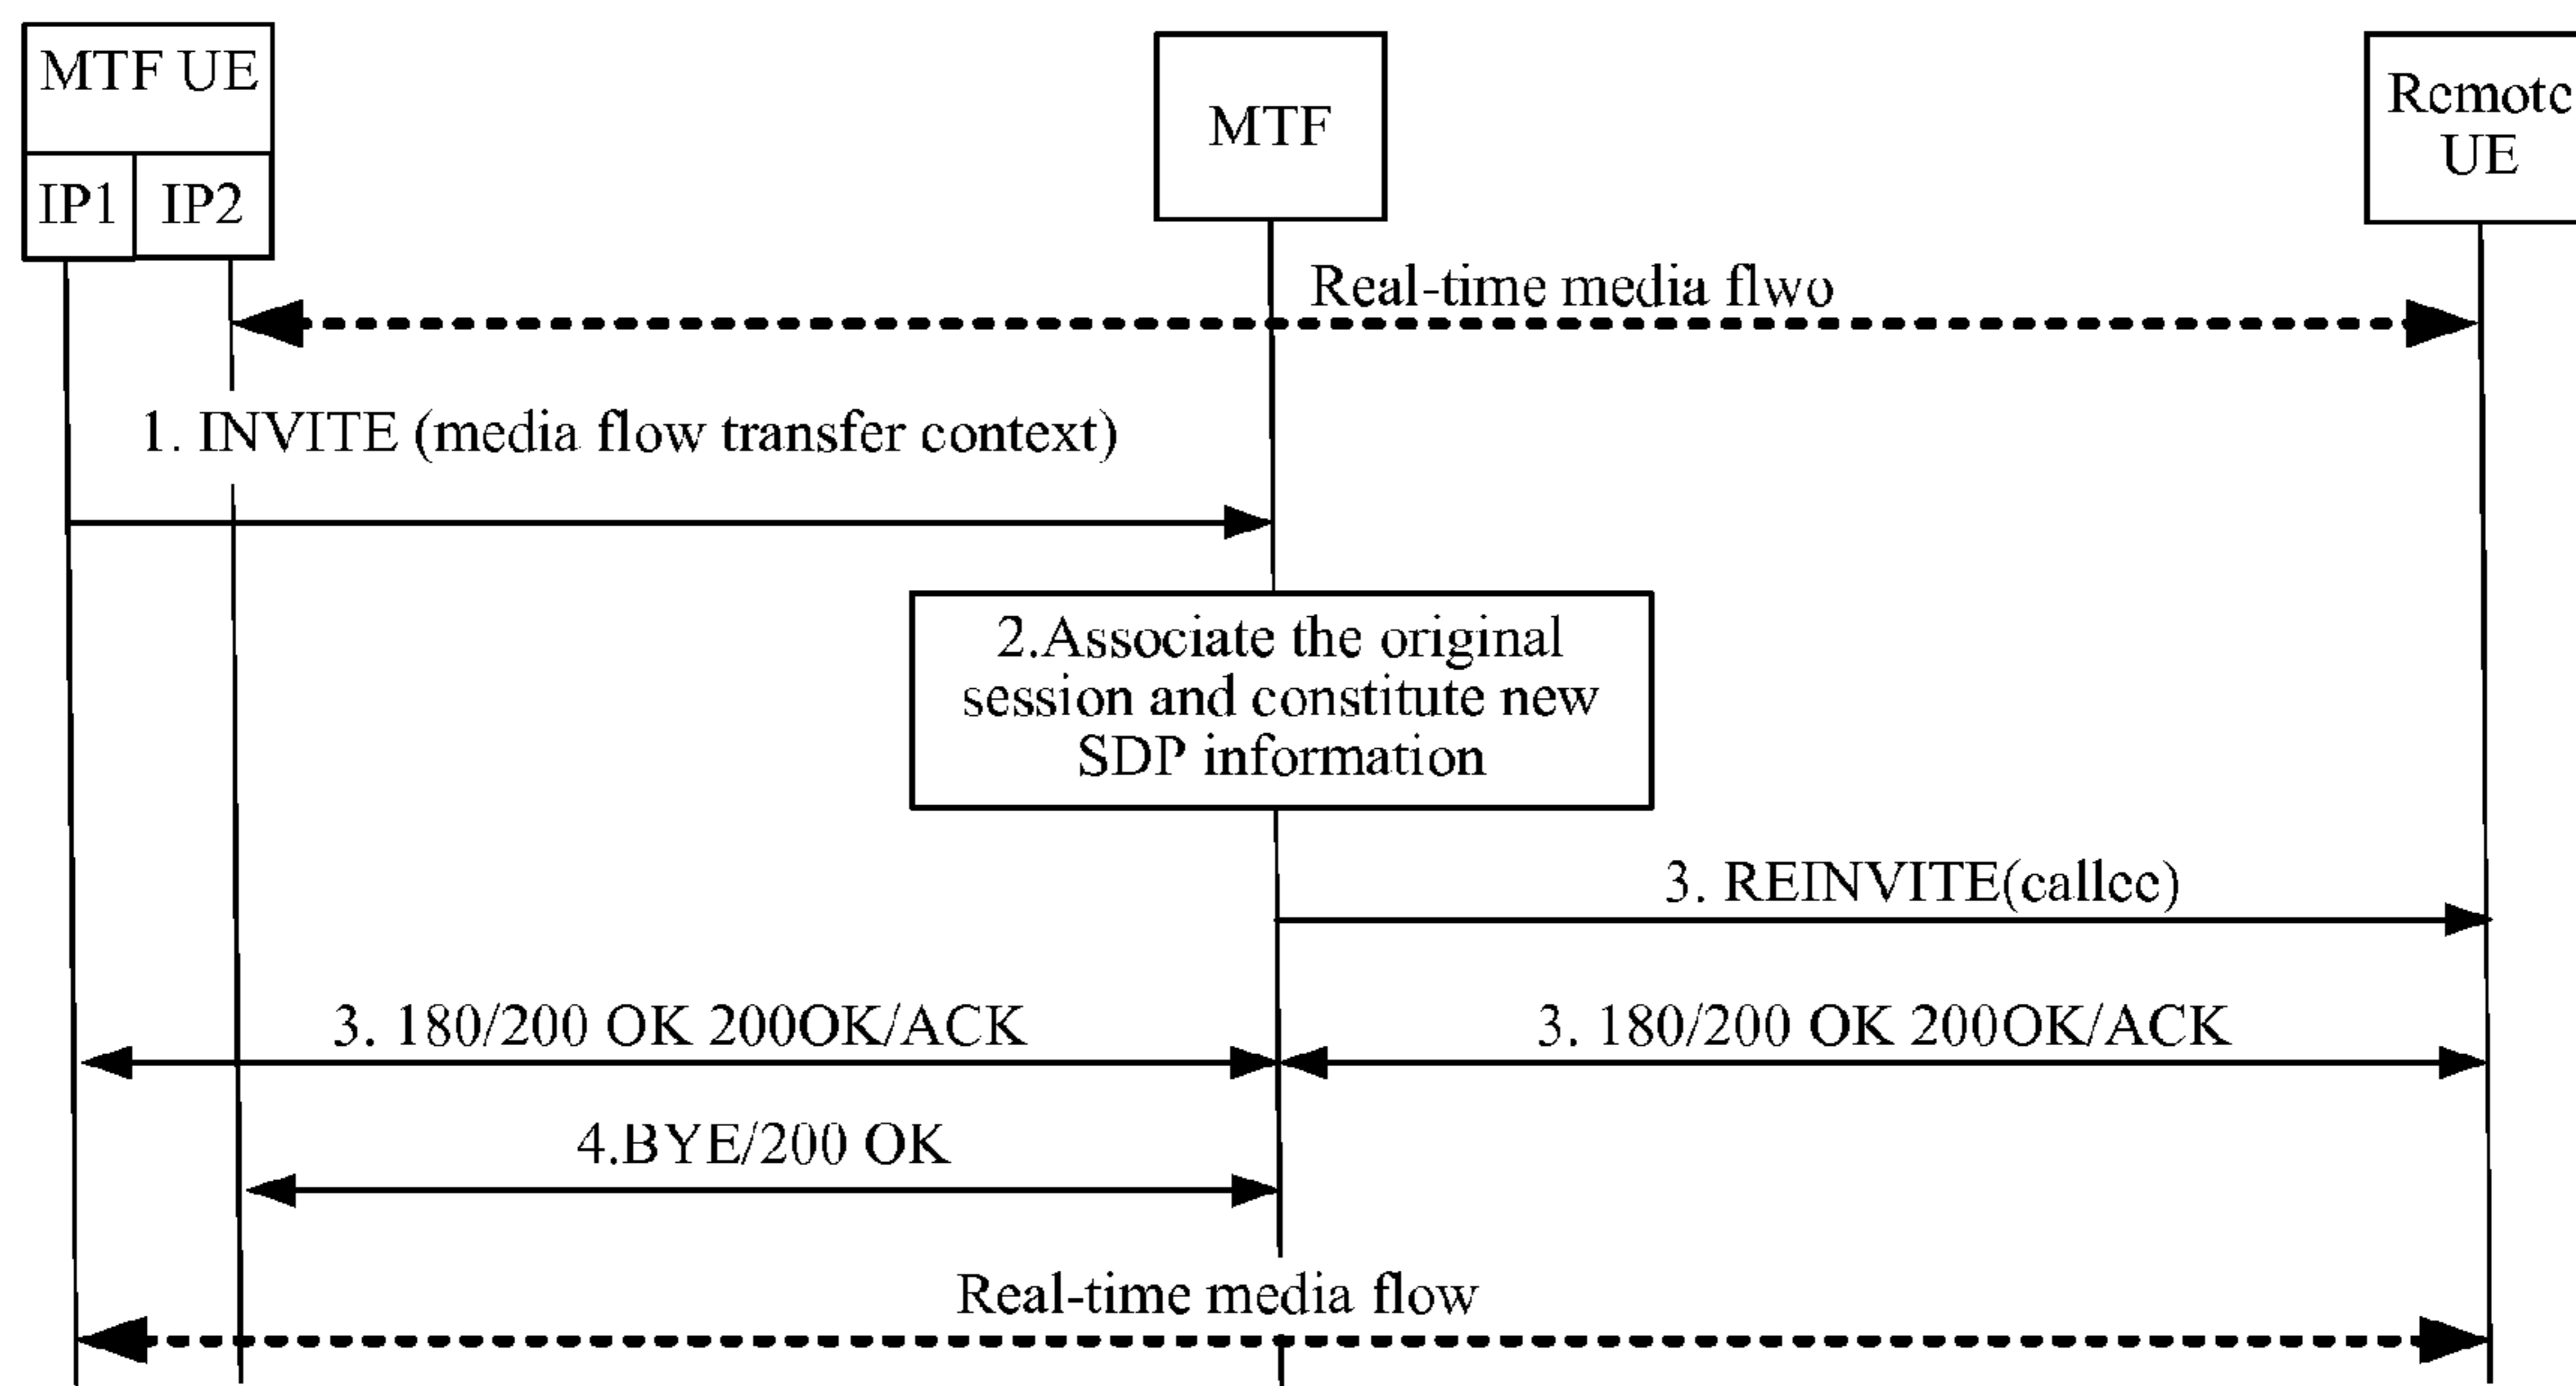 MTF UE
IP1
IP2
MTF
Remote
UE
Real-time media flwo
1. INVITE (media flow transfer context)
2.Associate the original
session and constitute new
SDP information
3. REINVITE(callee)
3. 180/200 OK 200OK/ACK
3. 180/200 OK 200OK/ACK
4.BYE/200 OK
Real-time media flow